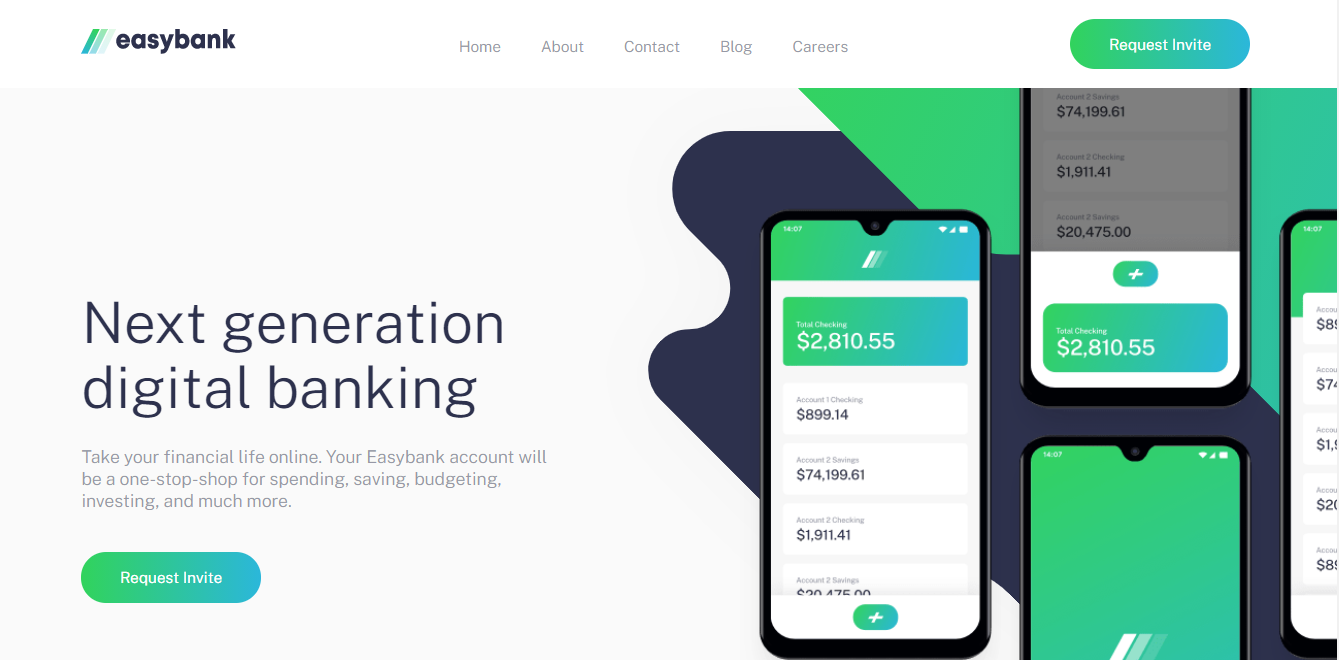 easybank
Home
About
Contact
Blog
Careers
Request Invite
Next generation
digital banking
Take your financial life online. Your Easybank account will
be a one-stop-shop for spending, saving, budgeting,
investing, and much more.
Request Invite
14:07
Total Checking
$2,810.55
Account 1 Checking
$899.14
Account 2 Savings
$74,199.61
Account 2 Checking
$1,911.41
Account 2 Savings
$20,475.00
Account 2 Savings
$74,199.61
Account 2 Checking
$1,911.41
Account 2 Savings
$20,475.00
Total Checking
$2,810.55
14:07
14:07